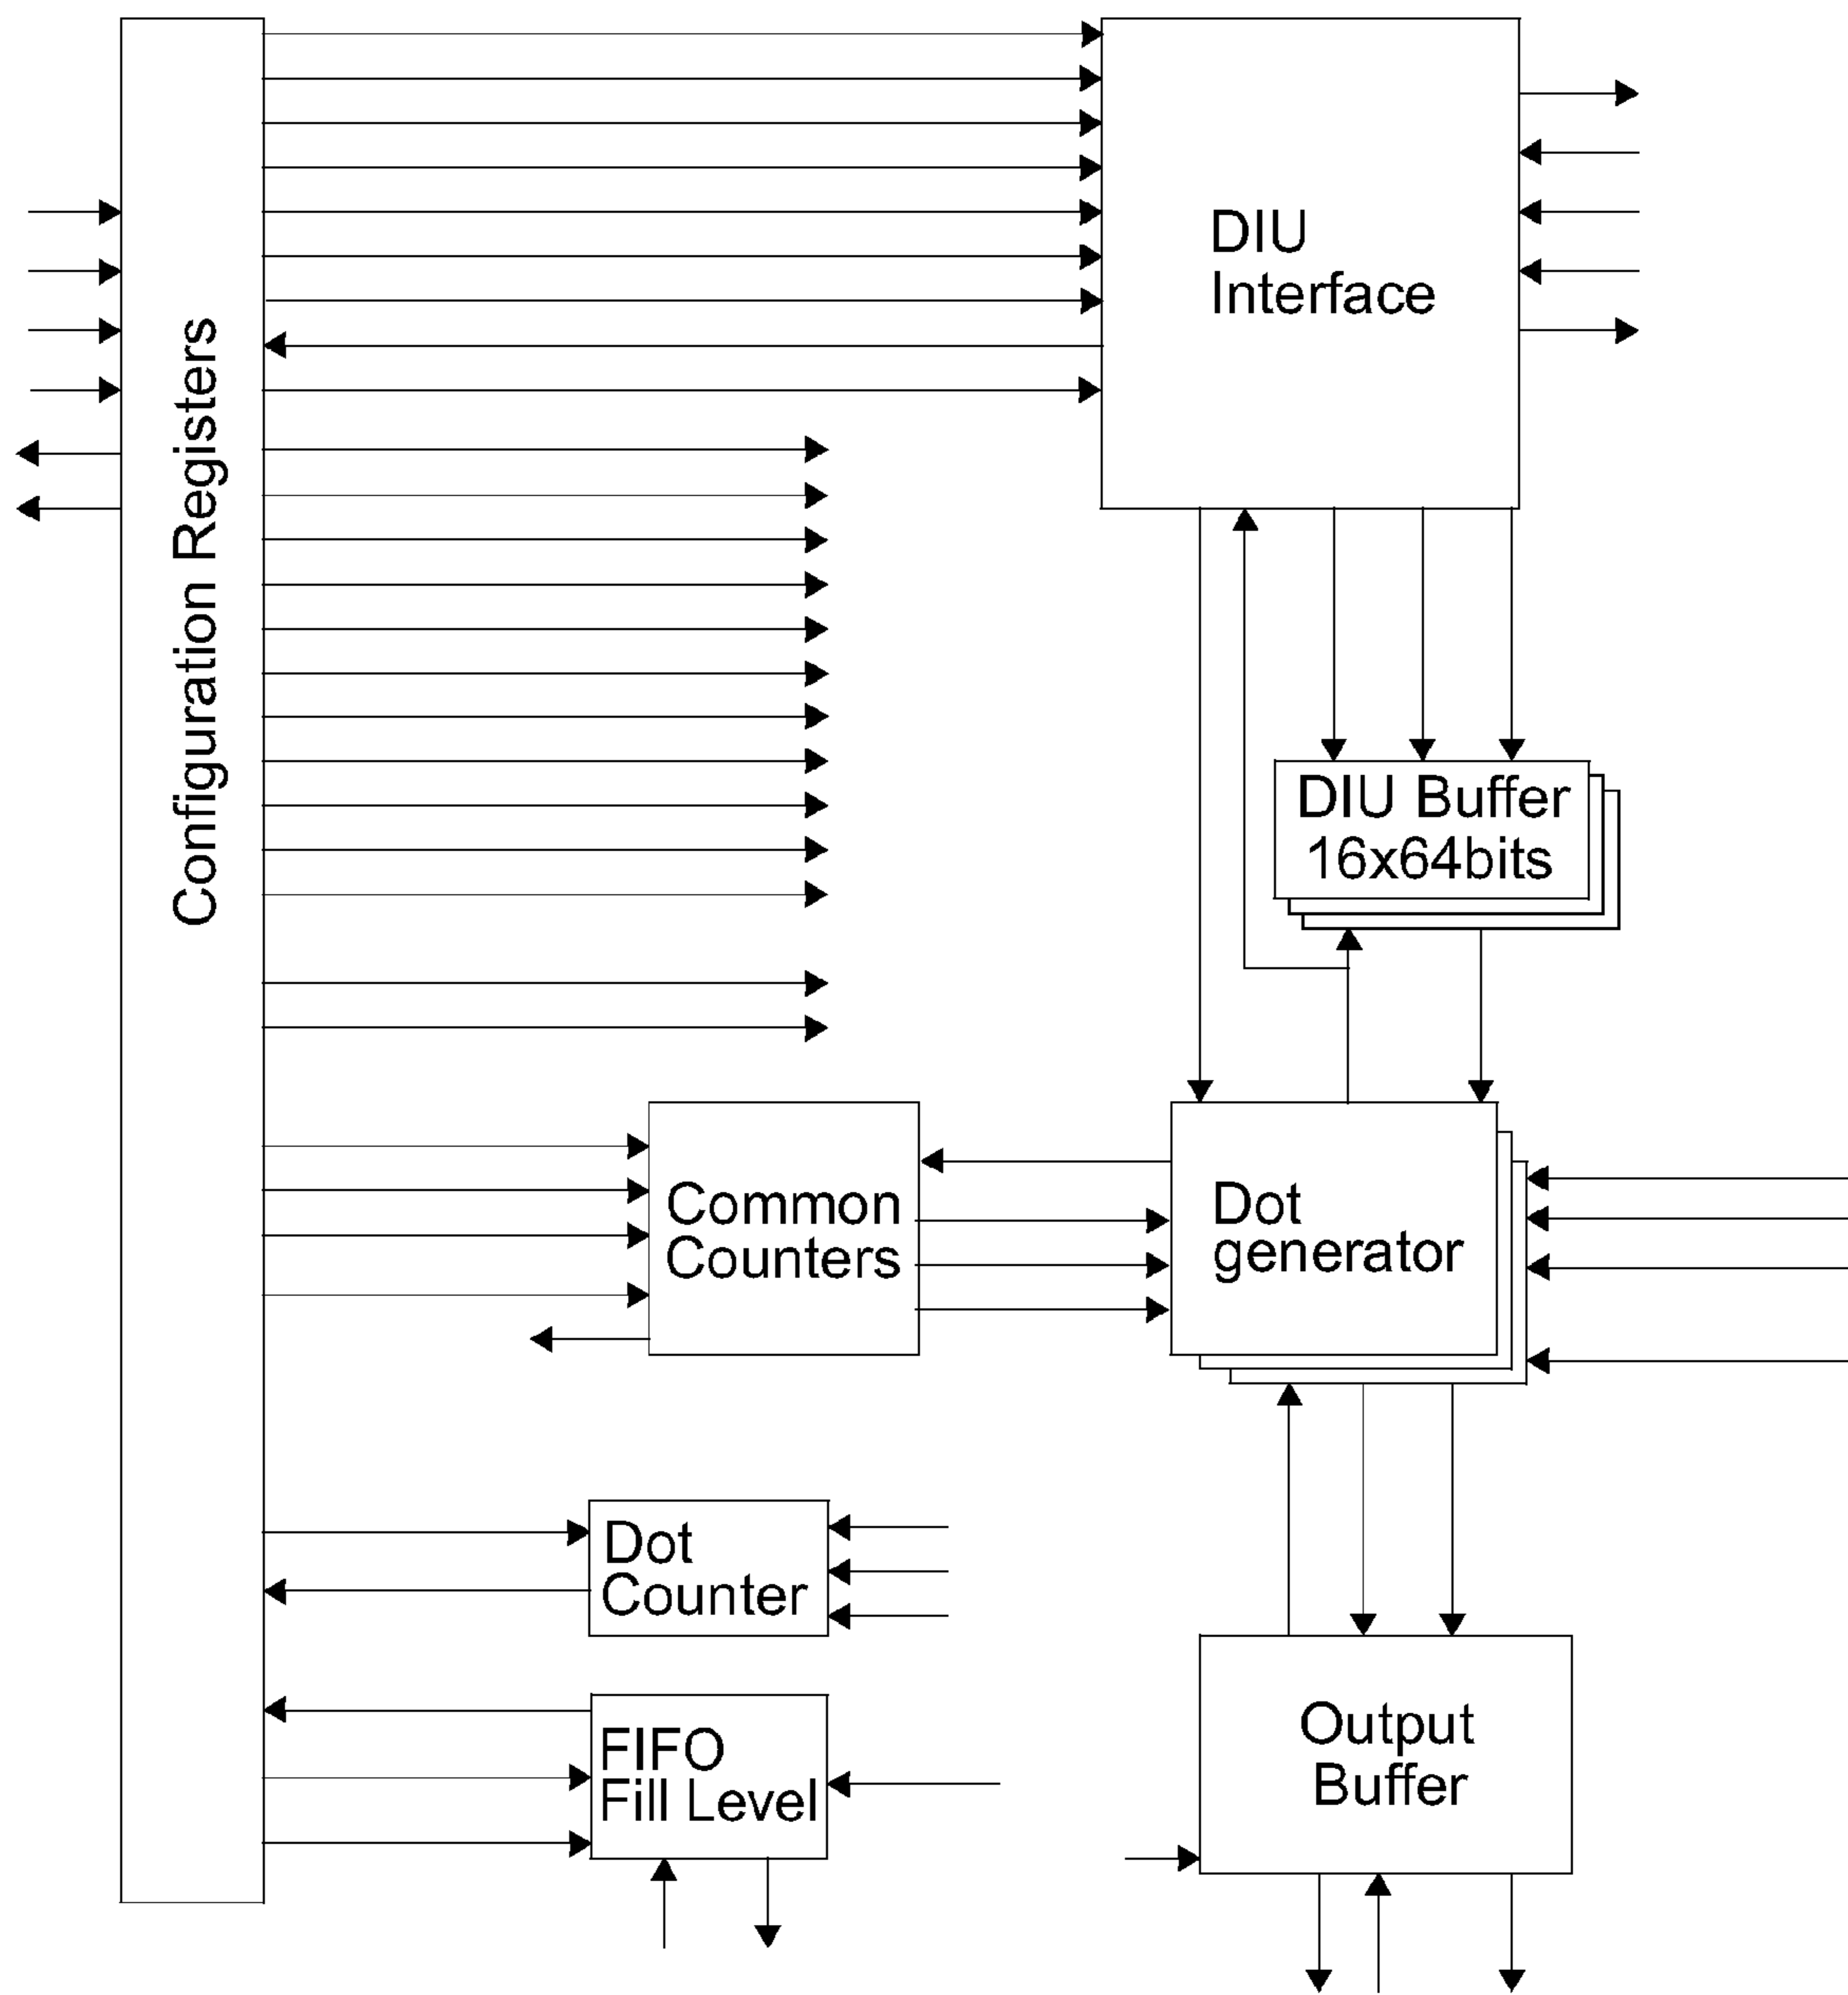 Configuration Registers
DIU
Interface
DIU Buffer
16x64bits
Common
Counters
Dot
generator
Dot
Counter
FIFO
Fill Level
Output
Buffer